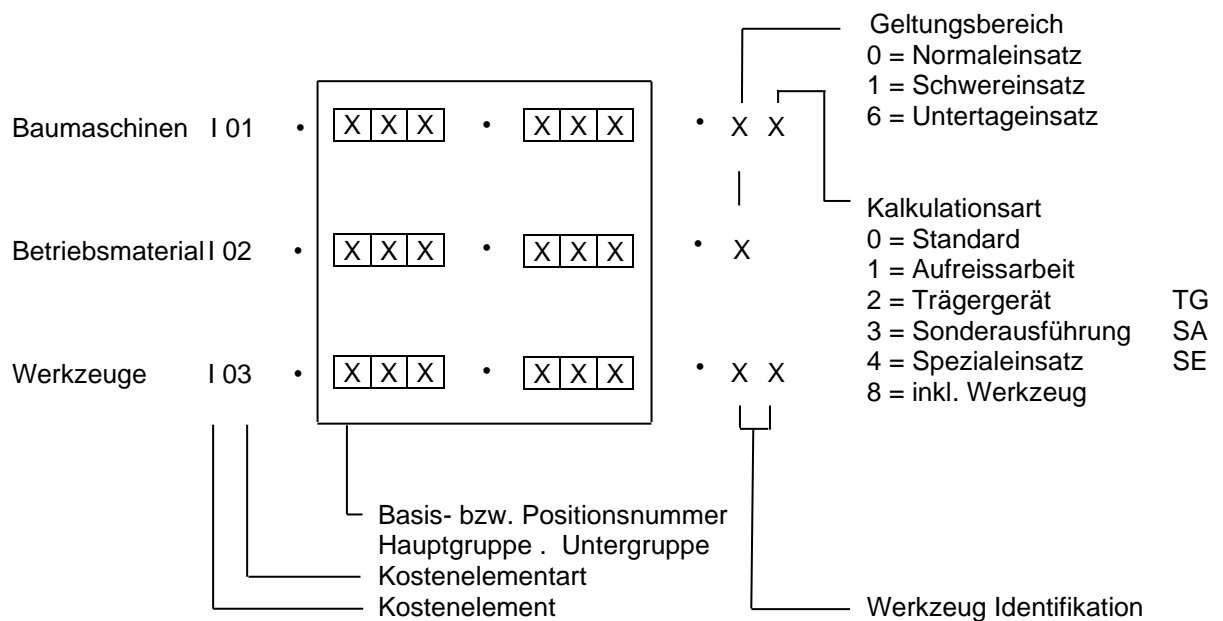 Geltungsbereich
0 = Normaleinsatz
1 = Schwereinsatz
6 = Untertageinsatz
Baumaschinen I 01 • X X X • X X X • X X
Kalkulationsart
0 = Standard
1 = Aufreissarbeit
2 = Trägergerät TG
3 = Sonderausführung SA
4 = Spezialeinsatz SE
8 = inkl. Werkzeug
Betriebsmaterial I 02 • X X X • X X X • X
Werkzeuge I 03 • X X X • X X X • X X
Basis- bzw. Positionsnummer
Hauptgruppe . Untergruppe
Kostenelementart
Kostenelement
Werkzeug Identifikation